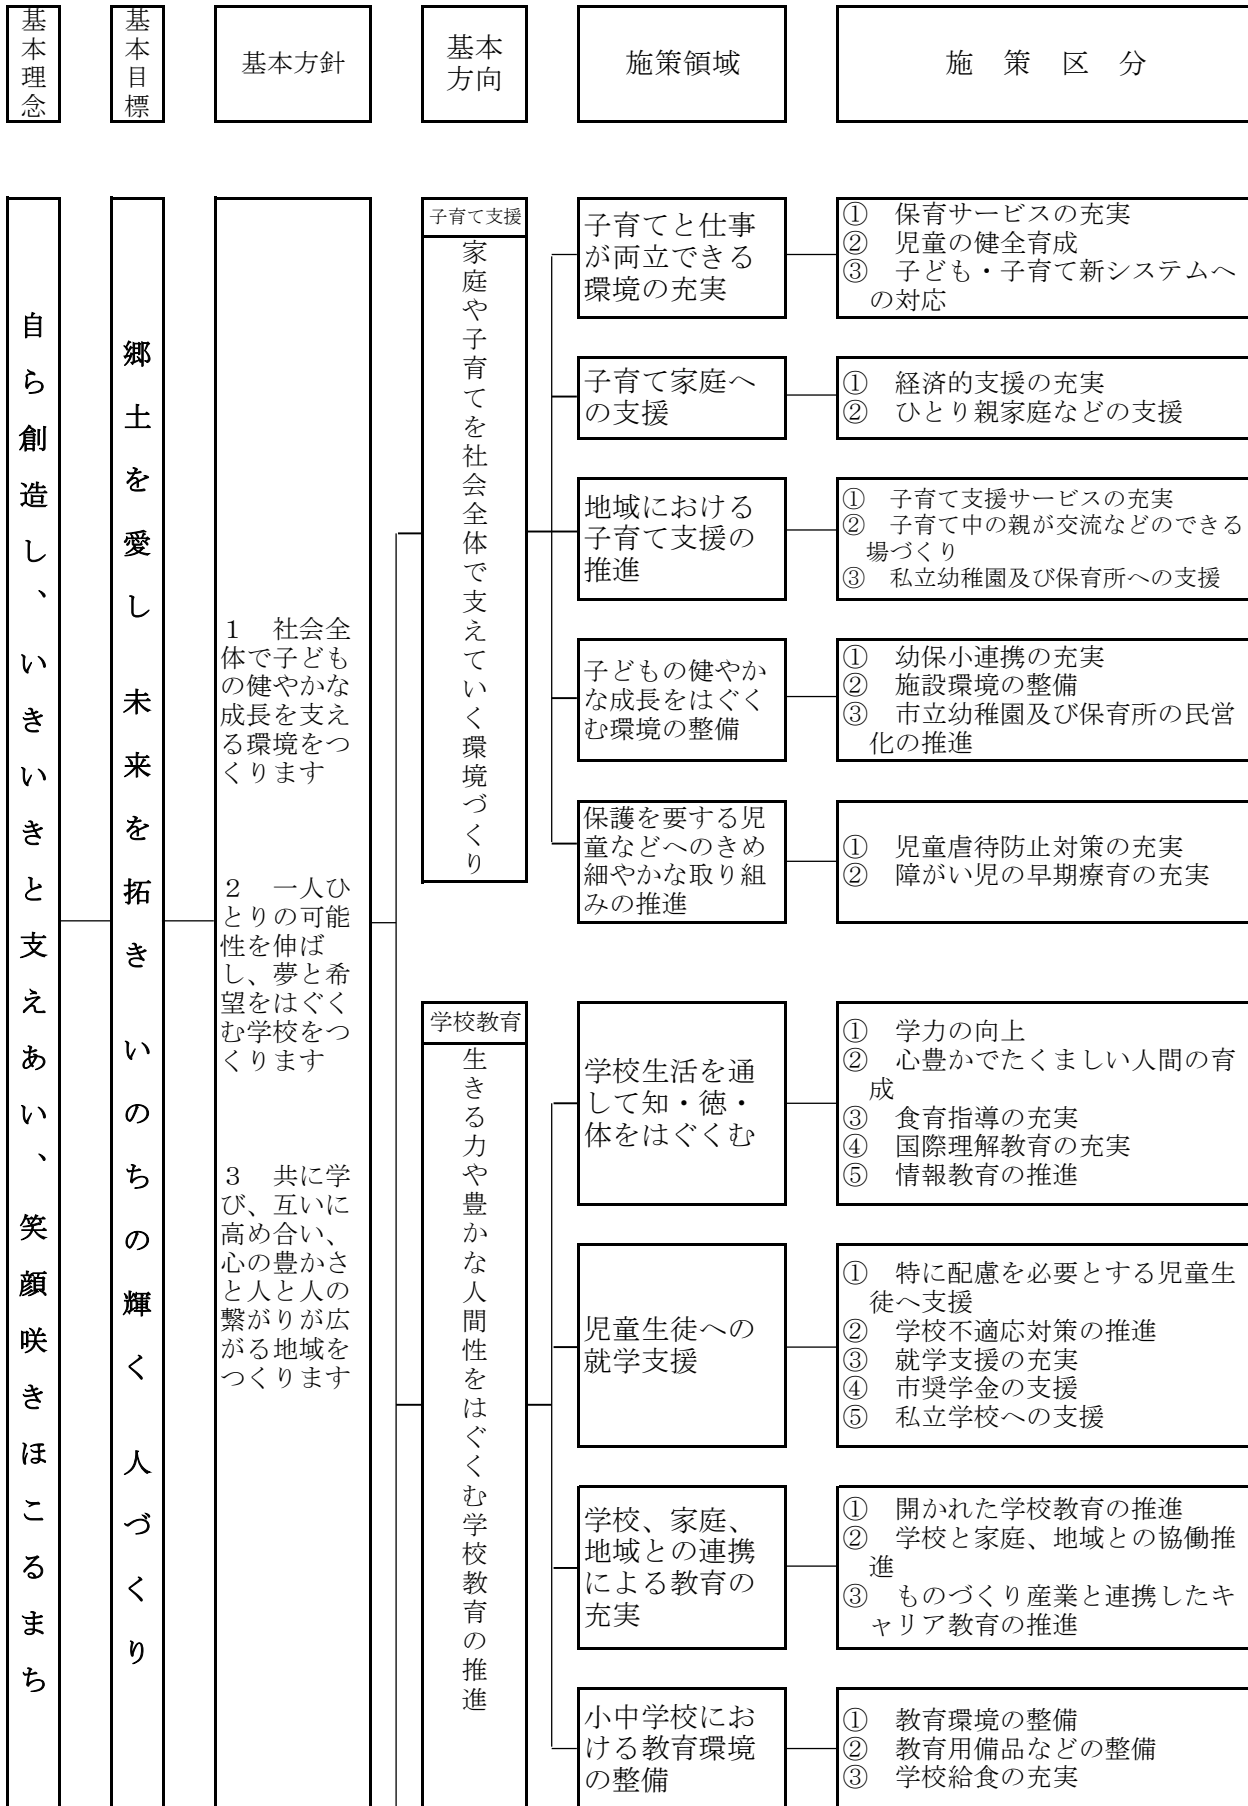 基本理念
基本目標
基本方針
基本
方向
施策領域
施　策　区　分
自ら創造し、いきいきと支えあい、笑顔咲きほこるまち
郷土を愛し　未来を拓き　いのちの輝く　人づくり
１　社会全
体で子ども
の健やかな
成長を支え
る環境をつ
くります
２　一人ひ
とりの可能
性を伸ば
し、夢と希
望をはぐく
む学校をつ
くります
３　共に学
び、互いに
高め合い、
心の豊かさ
と人と人の
繋がりが広
がる地域を
つくります
子育て支援
家庭や子育てを社会全体で支えていく環境づくり
子育てと仕事
が両立できる
環境の充実
①　保育サービスの充実
②　児童の健全育成
③　子ども・子育て新システムへ
の対応
子育て家庭へ
の支援
①　経済的支援の充実
②　ひとり親家庭などの支援
地域における
子育て支援の
推進
①　子育て支援サービスの充実
②　子育て中の親が交流などのできる
場づくり
③　私立幼稚園及び保育所への支援
子どもの健やか
な成長をはぐく
む環境の整備
①　幼保小連携の充実
②　施設環境の整備
③　市立幼稚園及び保育所の民営
化の推進
保護を要する児
童などへのきめ
細やかな取り組
みの推進
①　児童虐待防止対策の充実
②　障がい児の早期療育の充実
学校教育
生きる力や豊かな人間性をはぐくむ学校教育の推進
学校生活を通
して知・徳・
体をはぐくむ
①　学力の向上
②　心豊かでたくましい人間の育
成
③　食育指導の充実
④　国際理解教育の充実
⑤　情報教育の推進
児童生徒への
就学支援
①　特に配慮を必要とする児童生
徒へ支援
②　学校不適応対策の推進
③　就学支援の充実
④　市奨学金の支援
⑤　私立学校への支援
学校、家庭、
地域との連携
による教育の
充実
①　開かれた学校教育の推進
②　学校と家庭、地域との協働推
進
③　ものづくり産業と連携したキ
ャリア教育の推進
小中学校にお
ける教育環境
の整備
①　教育環境の整備
②　教育用備品などの整備
③　学校給食の充実